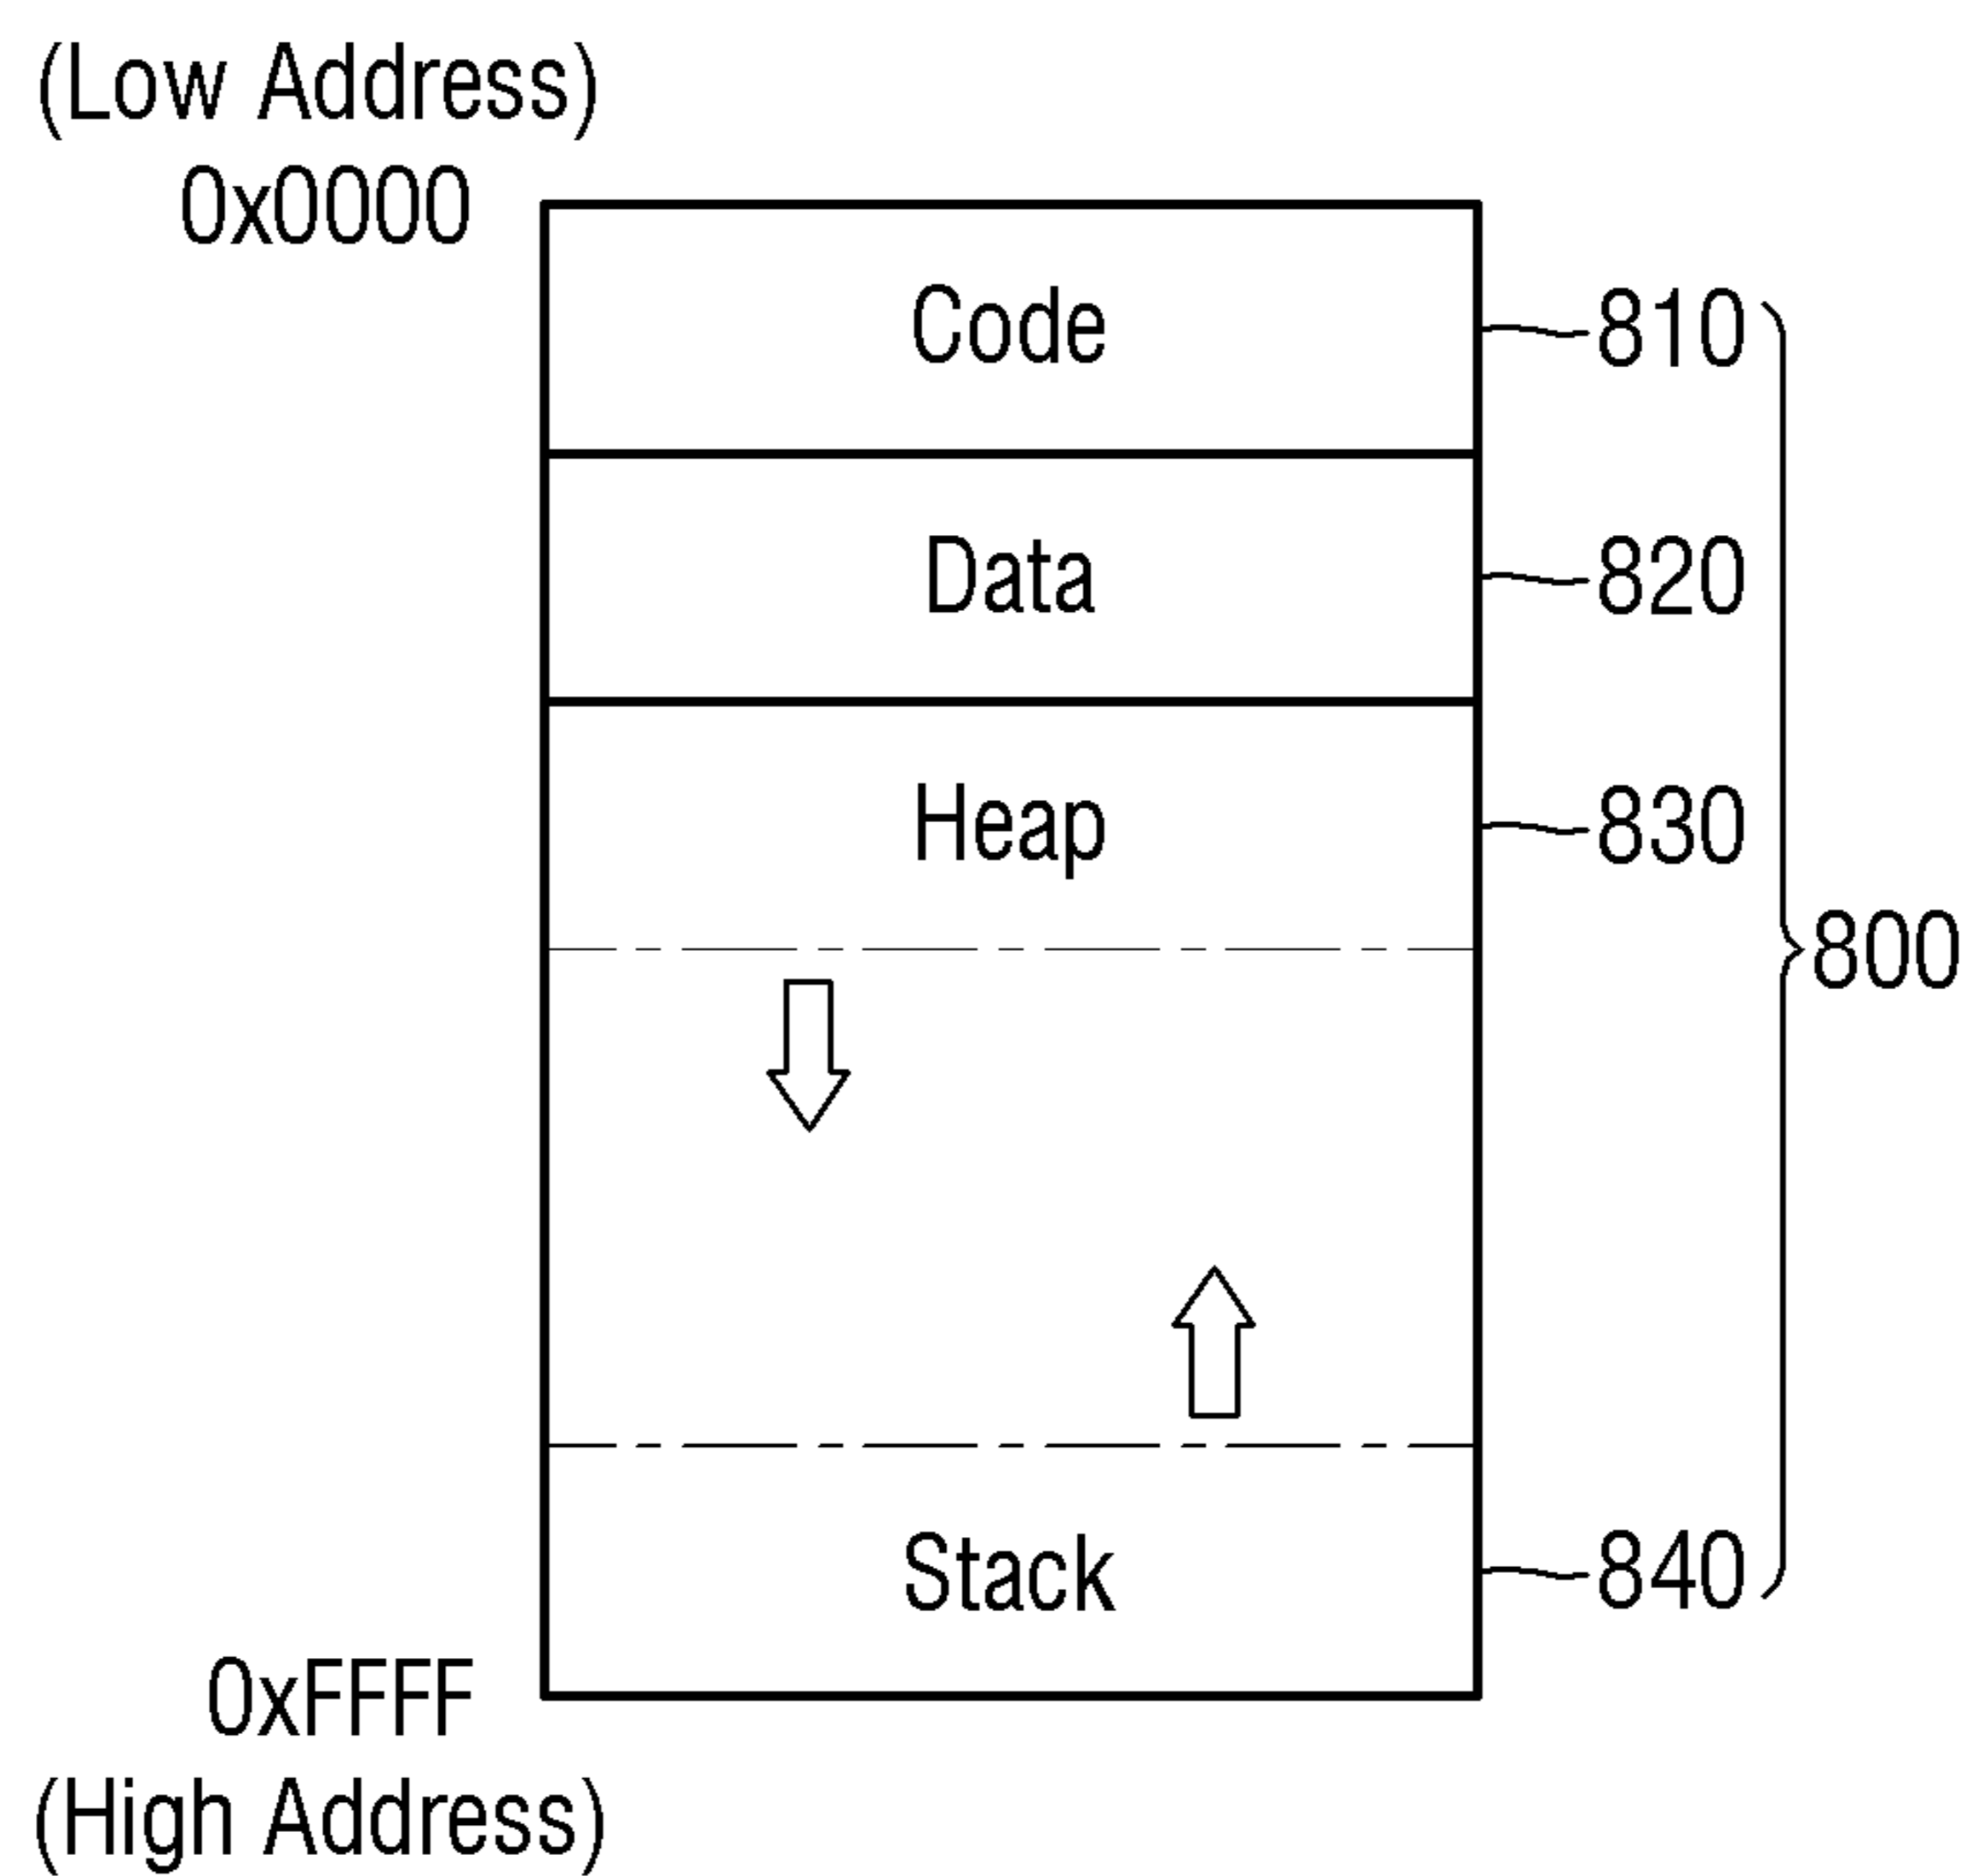 (Low Address)
0x0000
Code
810
Data
820
Heap
830
800
Stack
840
0xFFFF
(High Address)